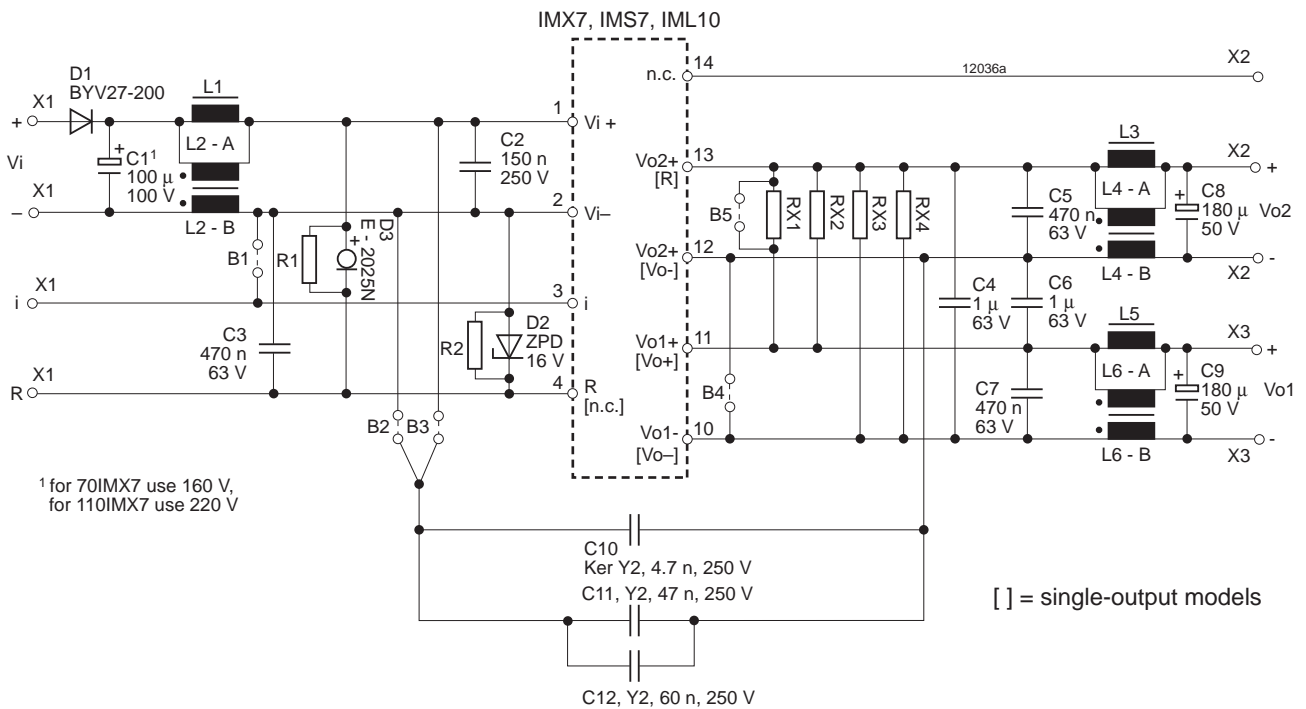 IMX7, IMS7, IML10
D1
BYV27-200
X1
+
Vi
C1¹
+
100 µ
100 V
X1
–
L1
L2 - A
L2 - B
B1
R1
D3
E - 2025N
+
C2
150 n
250 V
1
Vi +
2
Vi–
3
i
4
R
[n.c.]
i
X1
R
X1
C3
470 n
63 V
R2
D2
ZPD
16 V
B2
B3
n.c.
14
12036a
X2
Vo2+
[R]
13
Vo2+
[Vo-]
12
Vo1+
[Vo+]
11
Vo1-
[Vo–]
10
B5
RX1
RX2
RX3
RX4
B4
C4
1 µ
63 V
C5
470 n
63 V
C6
1 µ
63 V
C7
470 n
63 V
L3
L4 - A
L4 - B
L5
L6 - A
L6 - B
X2
+
C8
+
180 µ
50 V
Vo2
-
X2
X3
+
C9
+
180 µ
50 V
Vo1
-
X3
¹ for 70IMX7 use 160 V,
for 110IMX7 use 220 V
C10
Ker Y2, 4.7 n, 250 V
C11, Y2, 47 n, 250 V
C12, Y2, 60 n, 250 V
[ ] = single-output models